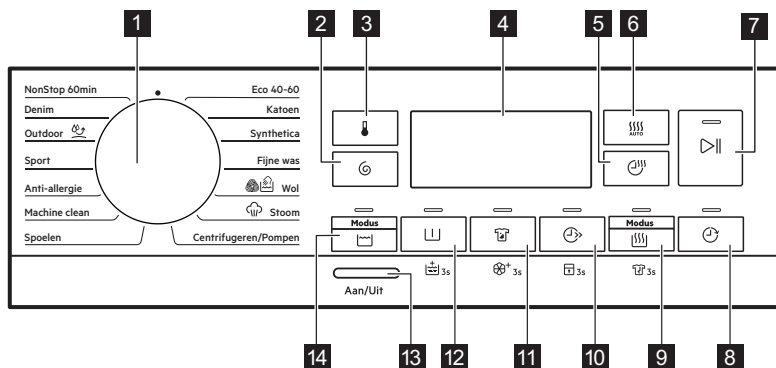 1
2
3
4
5
6
7
NonStop 60min
Eco 40-60
Denim
Katoen
Outdoor
Synthetica
Sport
Fijne was
Anti-allergie
Wol
Machine clean
Stoom
Spoelen
Centrifugeren/Pompen
AUTO
Modus
Modus
3s
3s
3s
3s
Aan/Uit
14
13
12
11
10
9
8